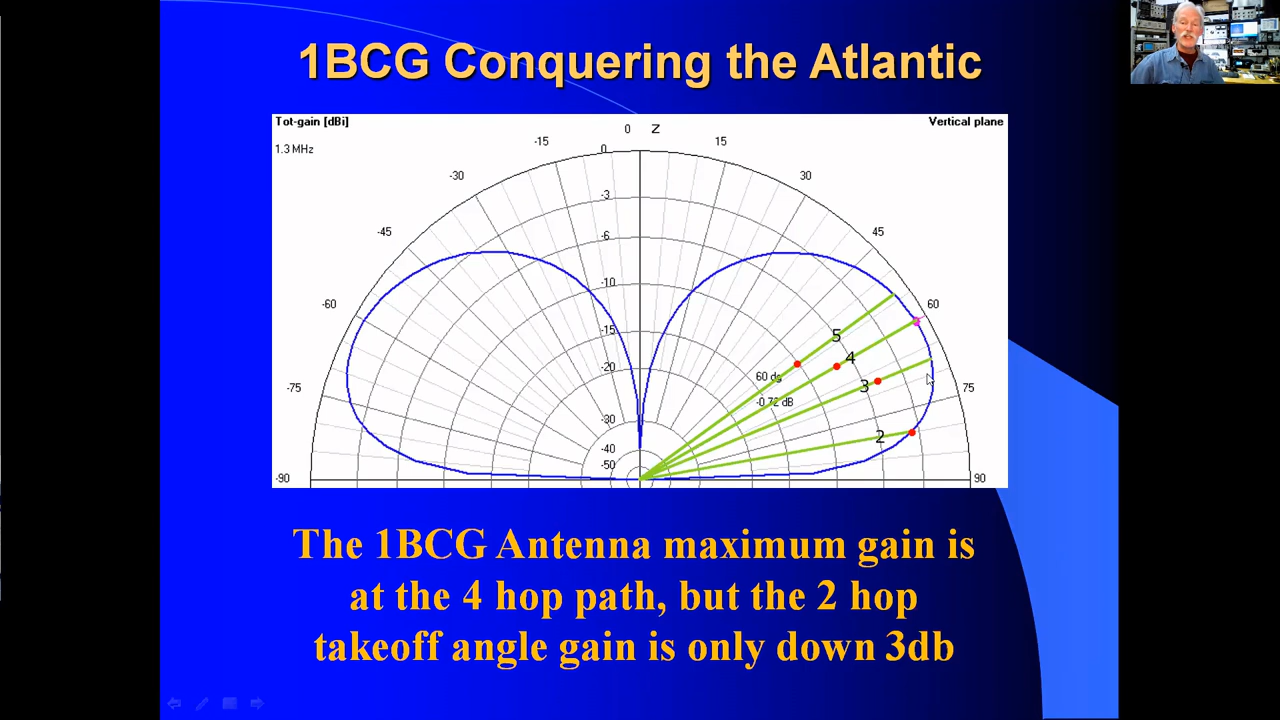 1BCG Conquering the Atlantic
Tot-gain [dBi]
Vertical plane
1.3 MHz
0 Z
-15
15
-30
30
-45
45
-60
60
-75
75
-90
90
0
-3
-6
-10
-15
-20
-30
-40
-50
5
4
3
2
60 dg
-0.72 dB
The 1BCG Antenna maximum gain is
at the 4 hop path, but the 2 hop
takeoff angle gain is only down 3db